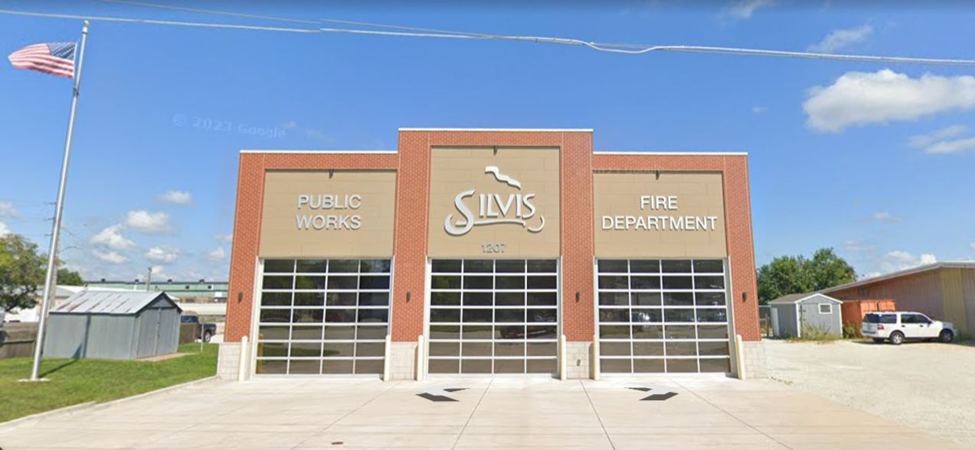 © 2023 Google
PUBLIC
WORKS
SILVIS
1207
FIRE
DEPARTMENT